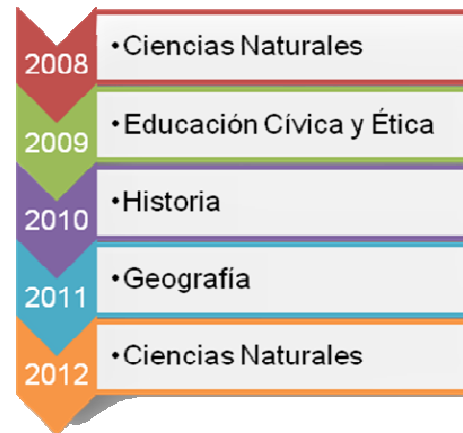 2008
•Ciencias Naturales
2009
•Educación Cívica y Ética
2010
•Historia
2011
•Geografía
2012
•Ciencias Naturales